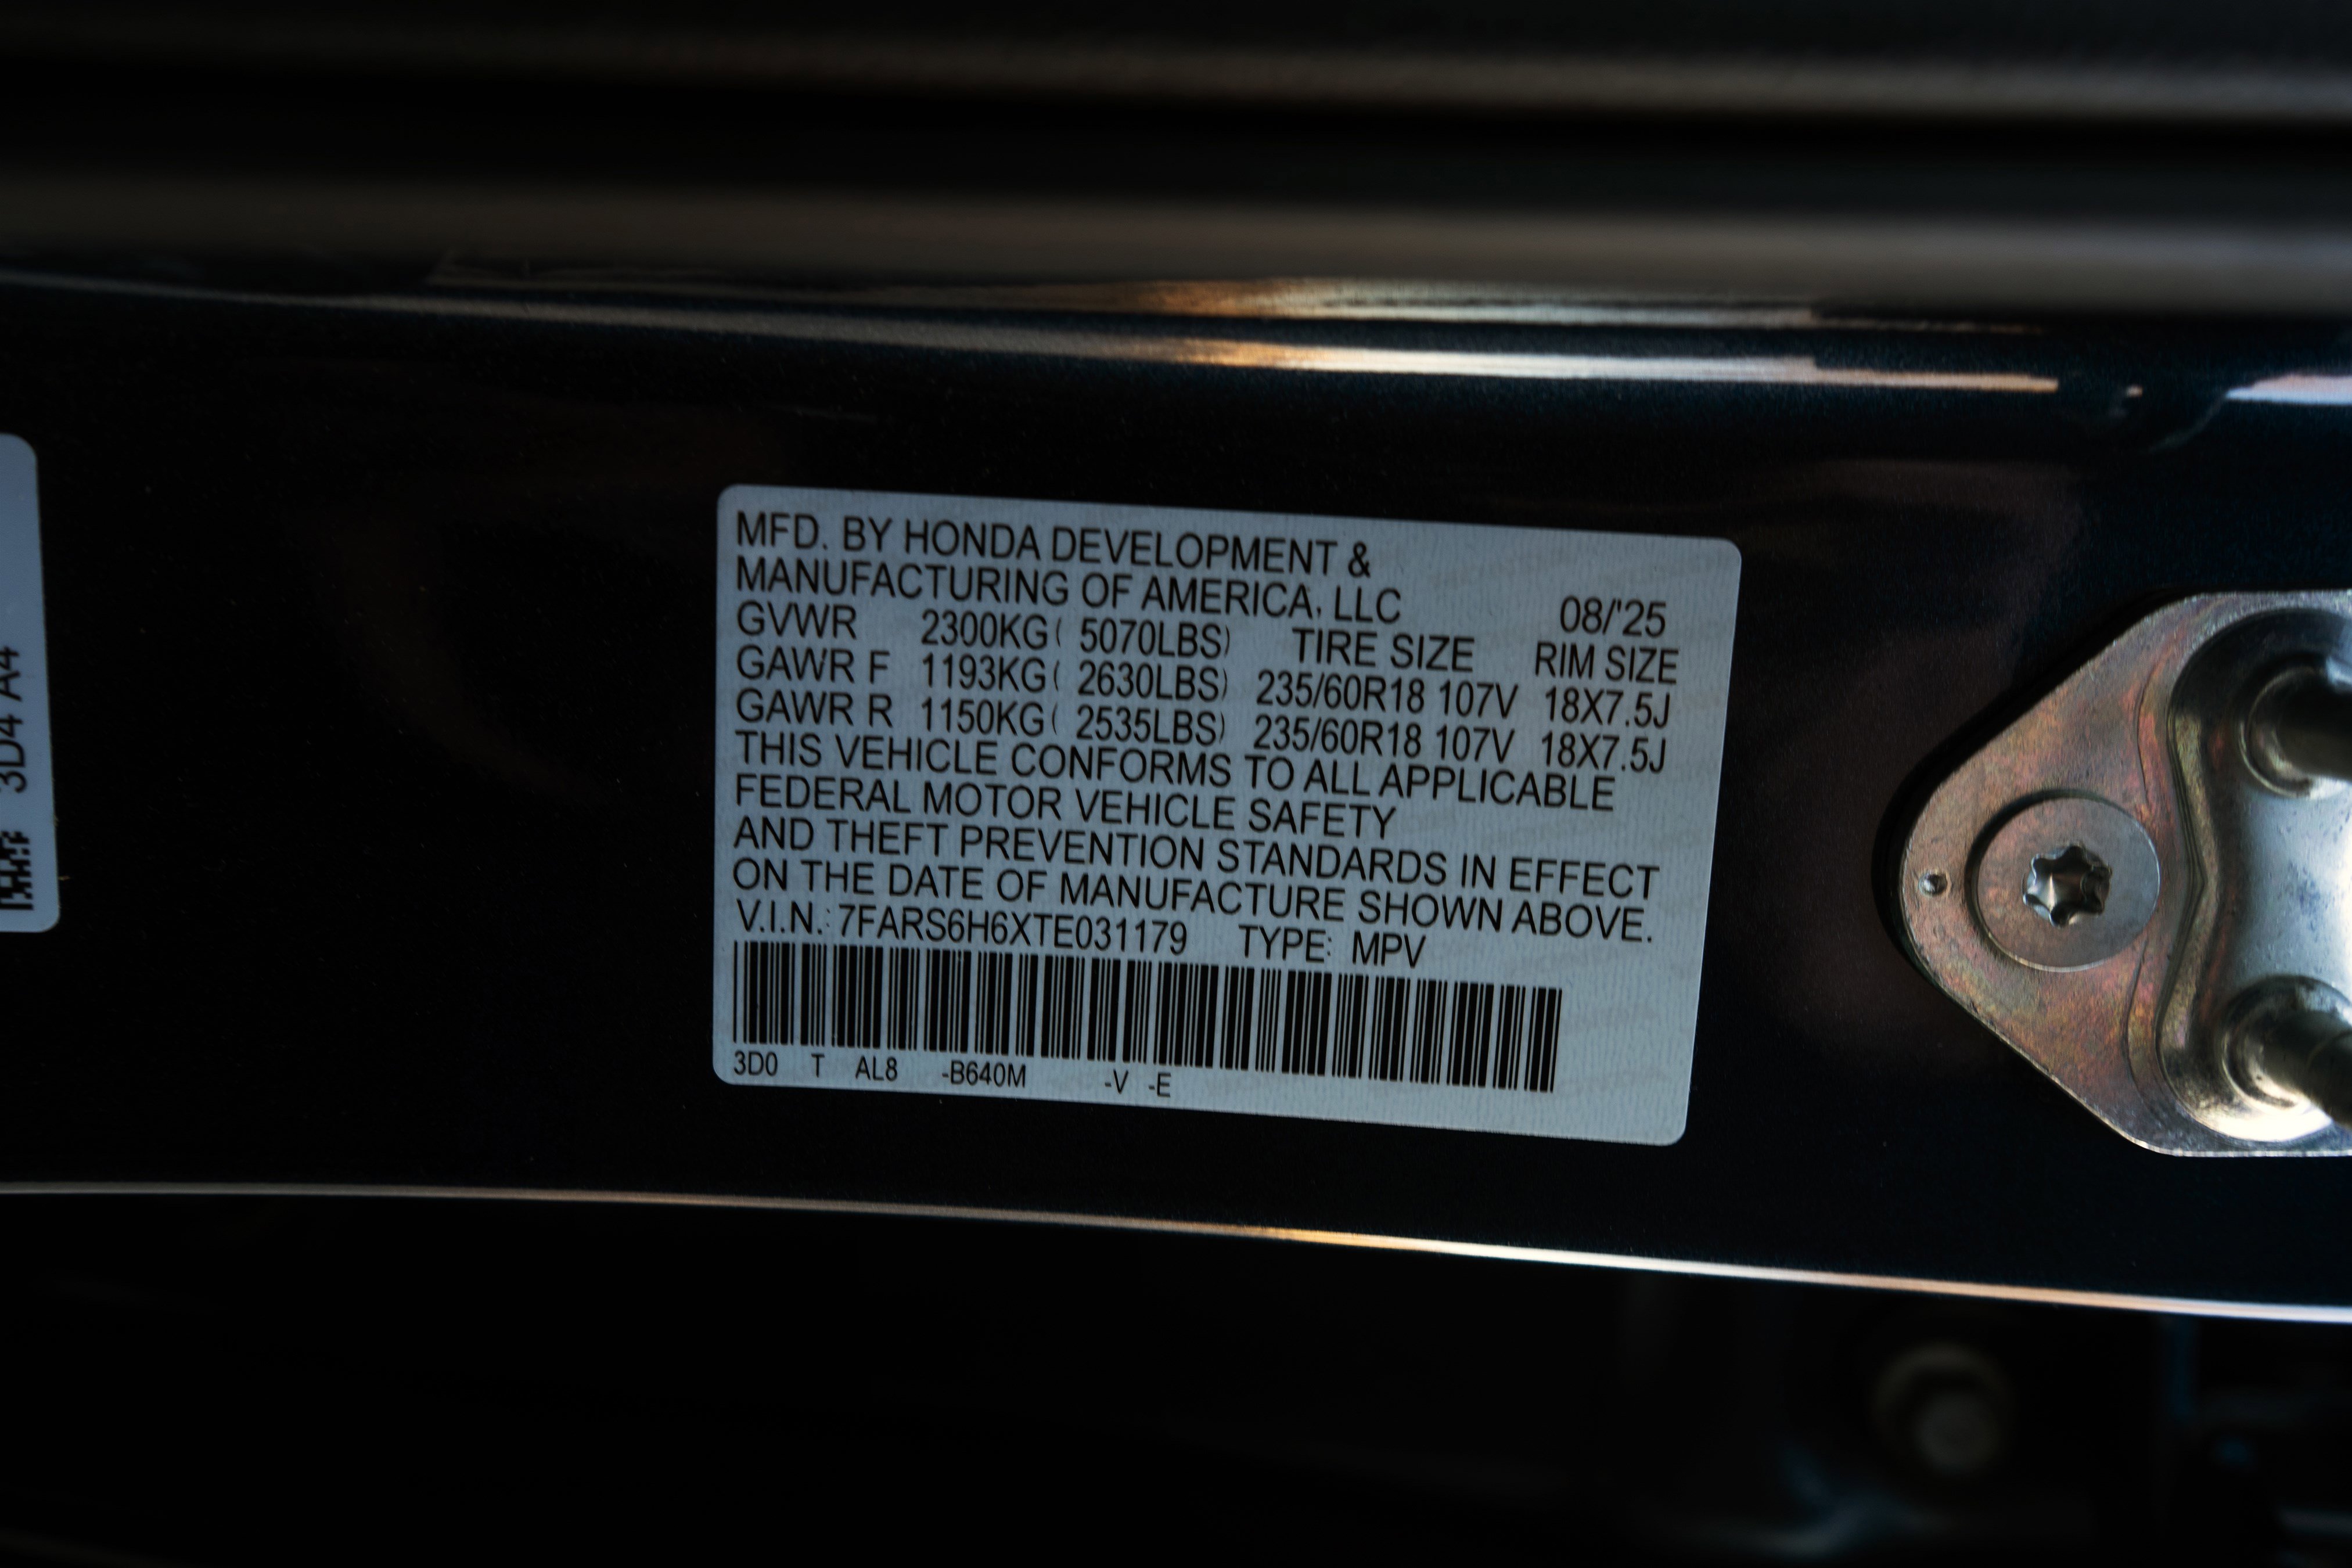 3D4 A4
MFD. BY HONDA DEVELOPMENT &
MANUFACTURING OF AMERICA, LLC 08/'25
GVWR 2300KG( 5070LBS) TIRE SIZE RIM SIZE
GAWR F 1193KG( 2630LBS) 235/60R18 107V 18X7.5J
GAWR R 1150KG( 2535LBS) 235/60R18 107V 18X7.5J
THIS VEHICLE CONFORMS TO ALL APPLICABLE
FEDERAL MOTOR VEHICLE SAFETY
AND THEFT PREVENTION STANDARDS IN EFFECT
ON THE DATE OF MANUFACTURE SHOWN ABOVE.
V.I.N.: 7FARS6H6XTE031179 TYPE: MPV
3D0 T AL8 -B640M -V -E